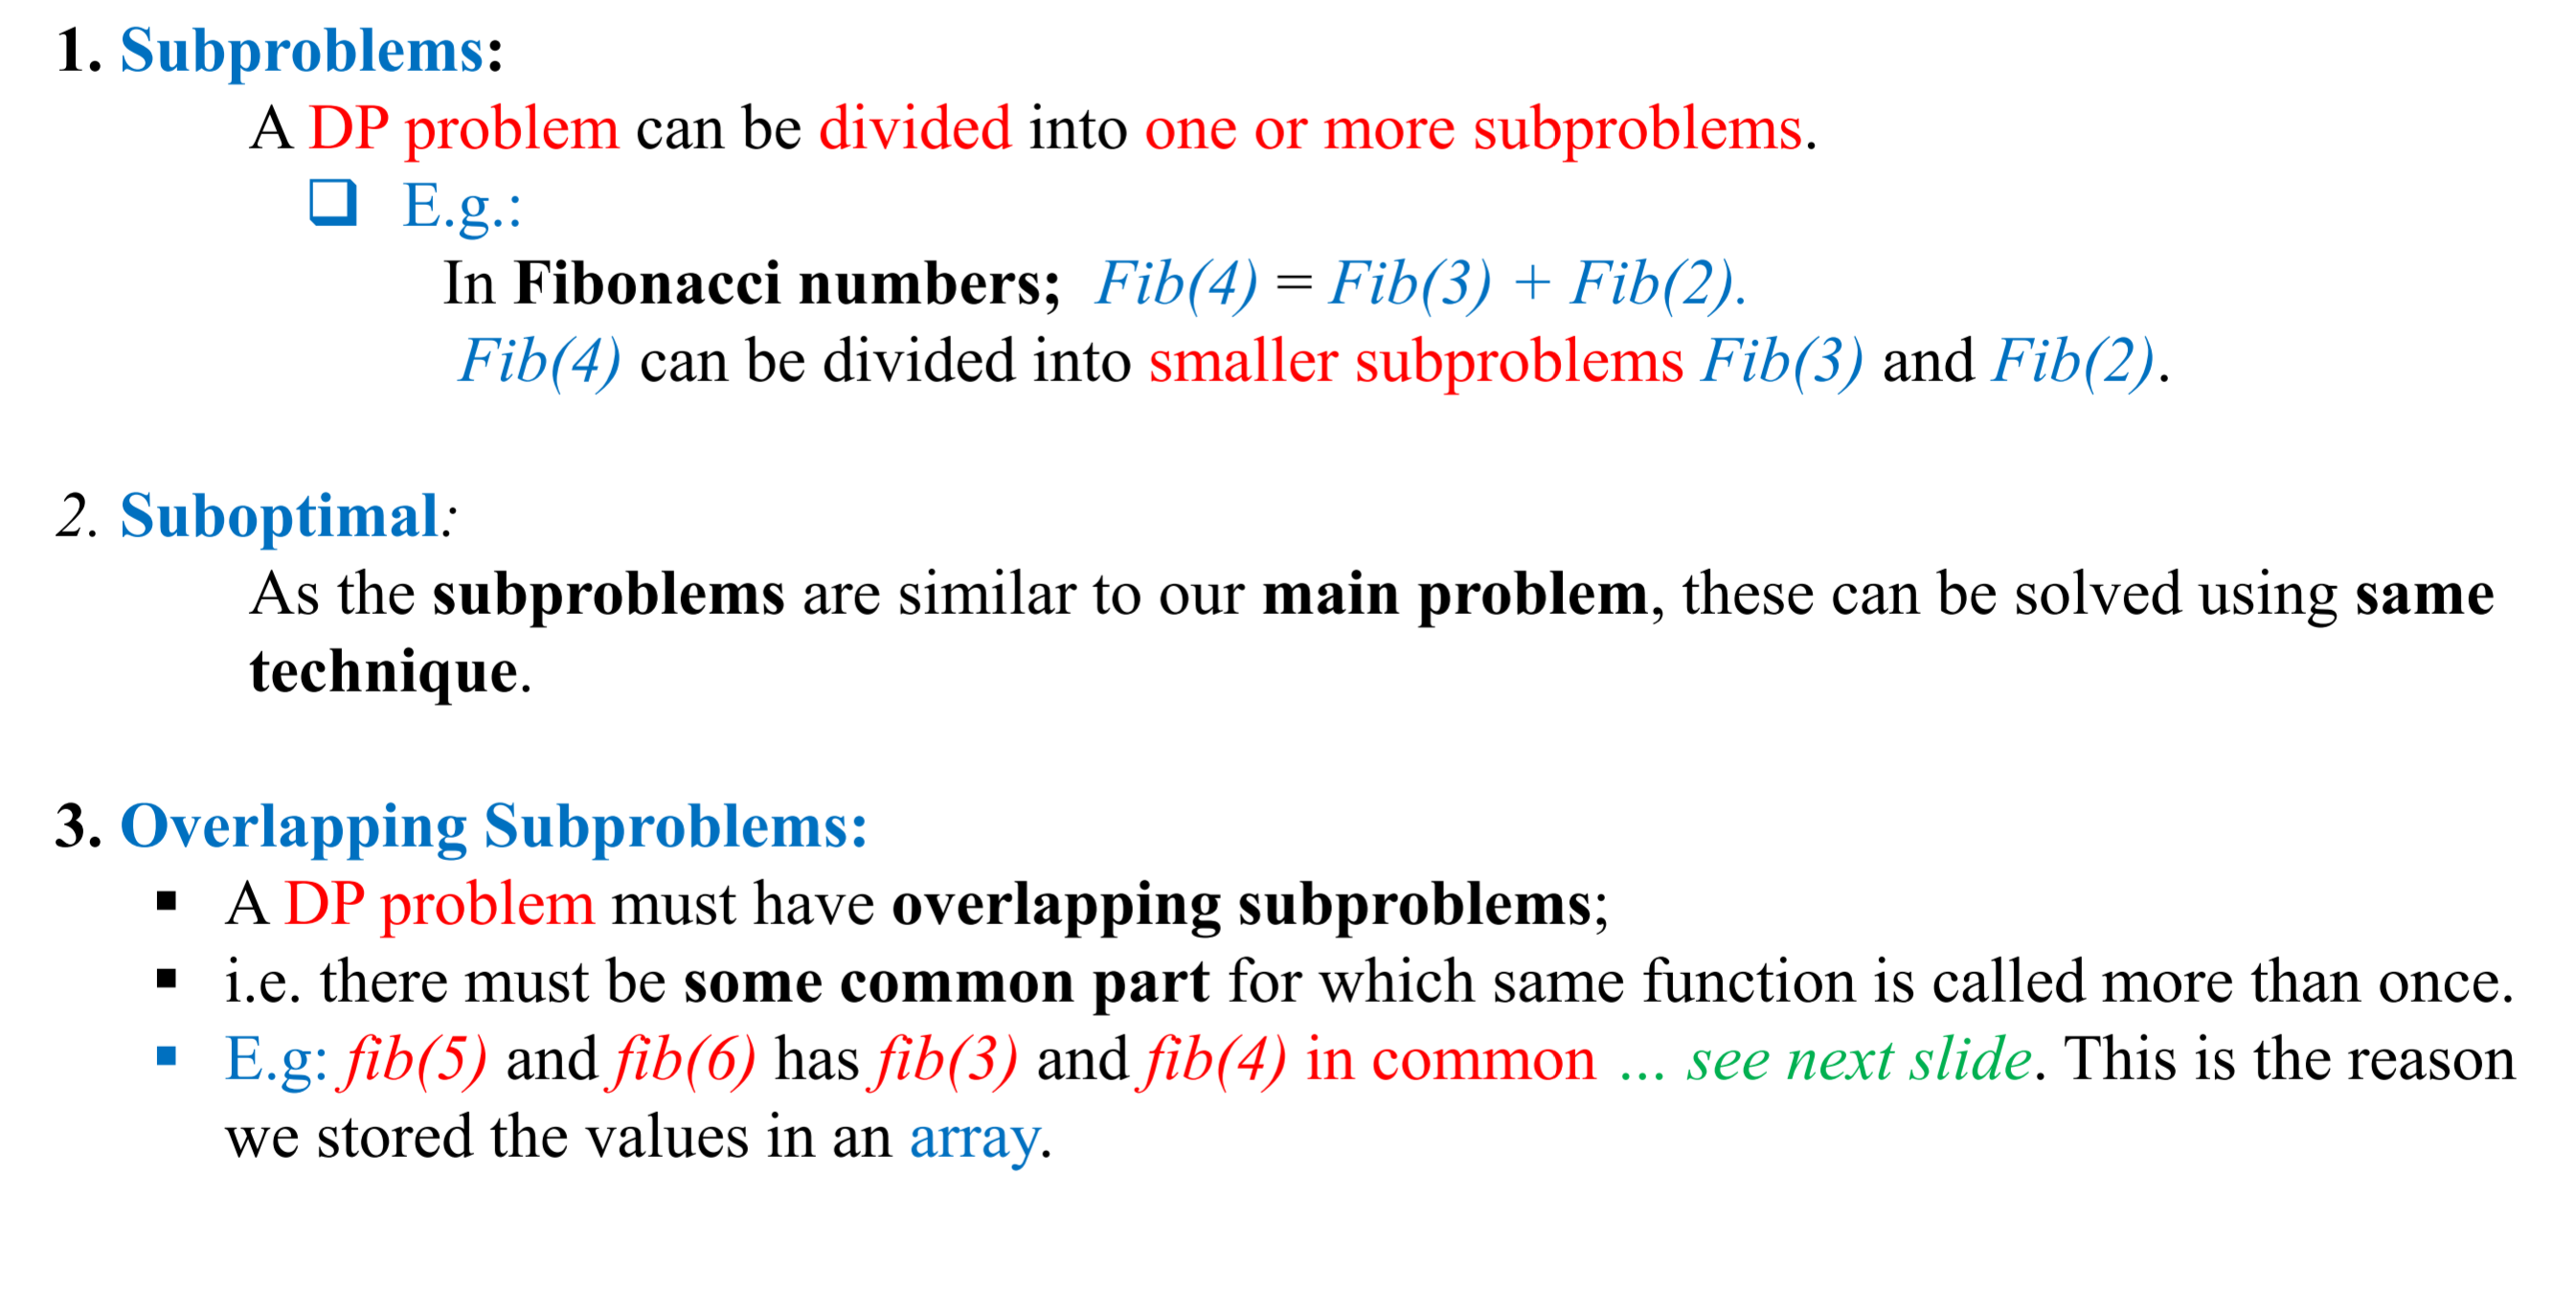 1. Subproblems:
A DP problem can be divided into one or more subproblems.
❑ E.g.:
In Fibonacci numbers; Fib(4) = Fib(3) + Fib(2).
Fib(4) can be divided into smaller subproblems Fib(3) and Fib(2).
2. Suboptimal:
As the subproblems are similar to our main problem, these can be solved using same
technique.
3. Overlapping Subproblems:
▪ A DP problem must have overlapping subproblems;
▪ i.e. there must be some common part for which same function is called more than once.
▪ E.g: fib(5) and fib(6) has fib(3) and fib(4) in common ... see next slide. This is the reason
we stored the values in an array.